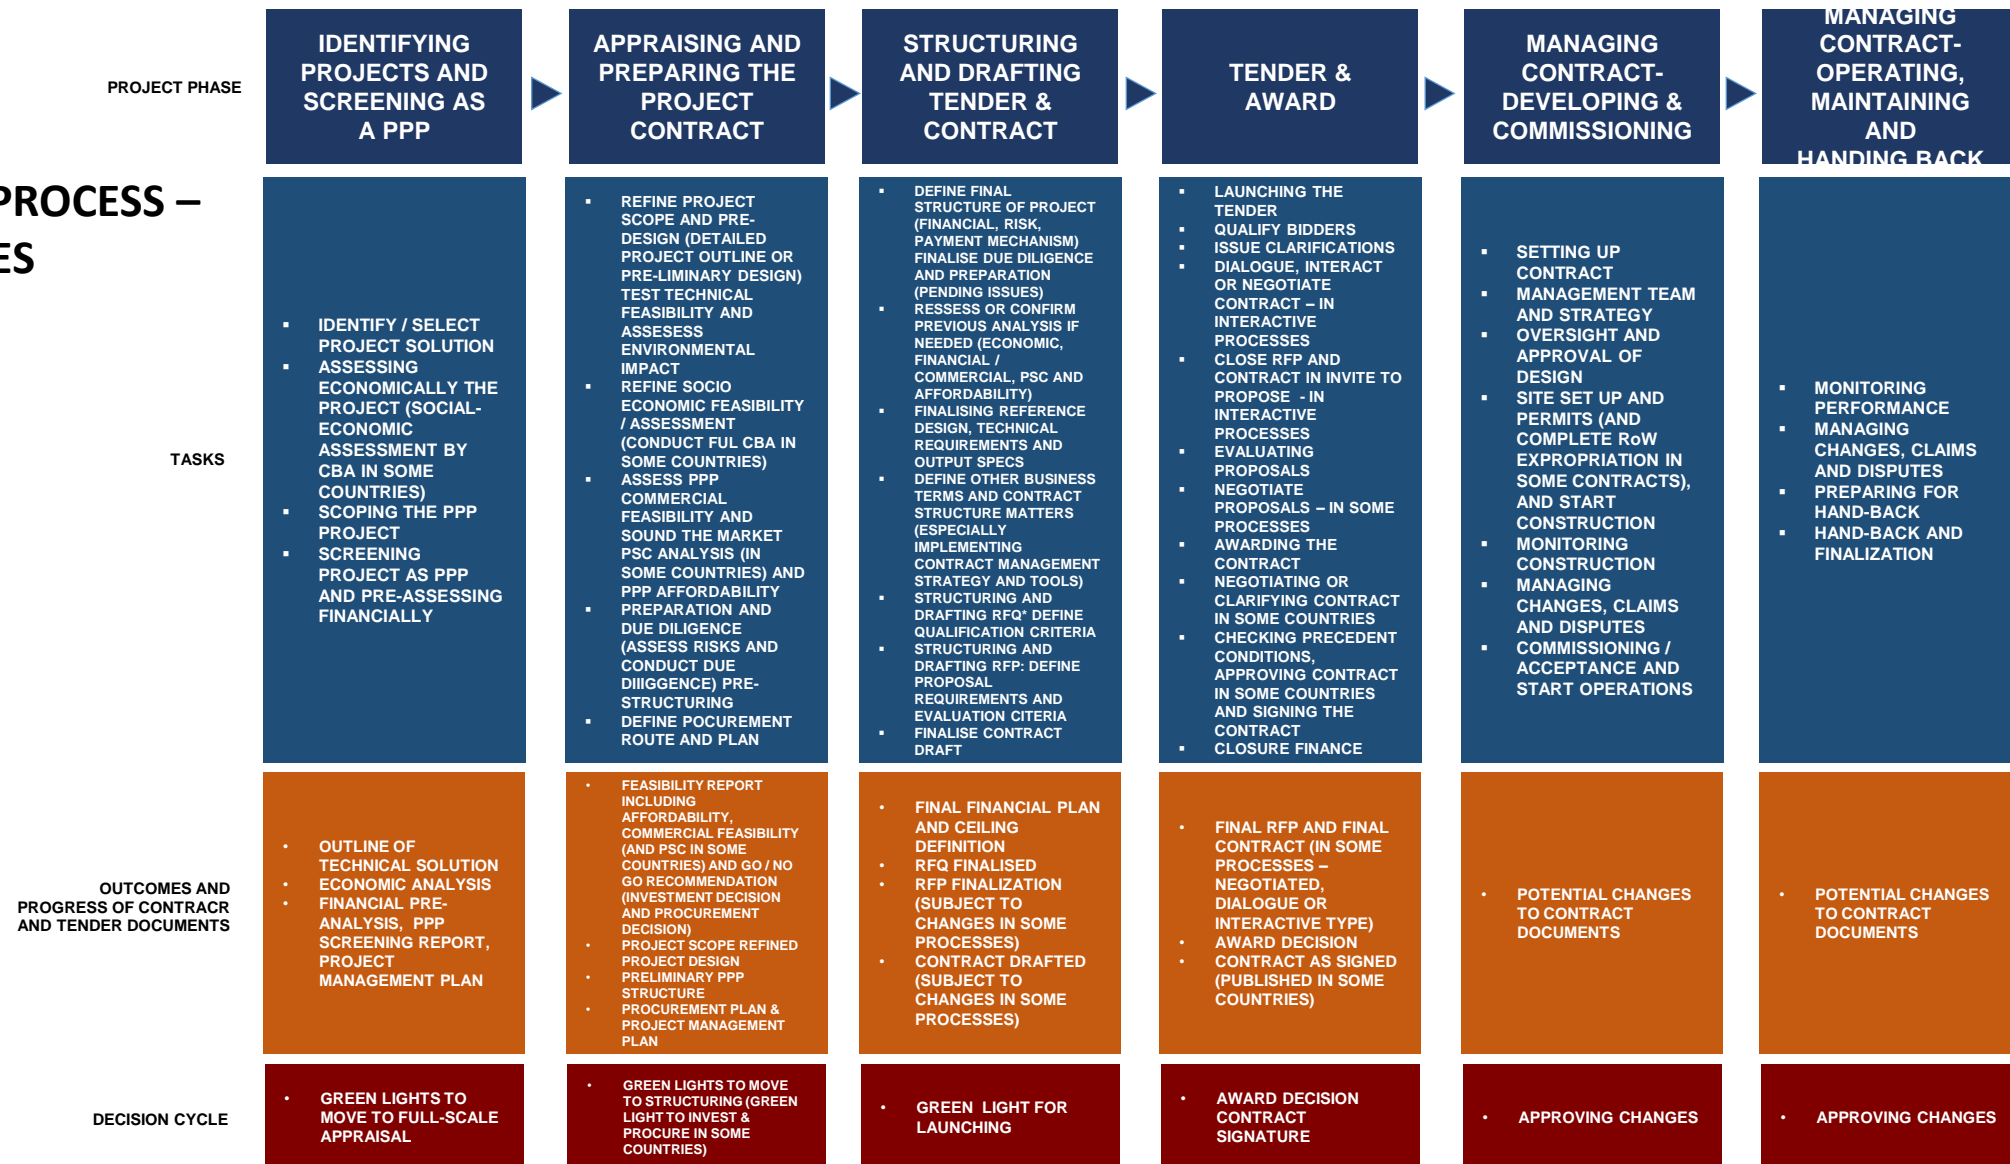 PROJECT PHASE
IDENTIFYING
PROJECTS AND
SCREENING AS
A PPP
APPRAISING AND
PREPARING THE
PROJECT
CONTRACT
STRUCTURING
AND DRAFTING
TENDER &
CONTRACT
TENDER &
AWARD
MANAGING
CONTRACT-
DEVELOPING &
COMMISSIONING
MANAGING
CONTRACT-
OPERATING,
MAINTAINING
AND
HANDING BACK
PROCESS –
ES
TASKS
▪ IDENTIFY / SELECT
PROJECT SOLUTION
▪ ASSESSING
ECONOMICALLY THE
PROJECT (SOCIAL-
ECONOMIC
ASSESSMENT BY
CBA IN SOME
COUNTRIES)
▪ SCOPING THE PPP
PROJECT
▪ SCREENING
PROJECT AS PPP
AND PRE-ASSESSING
FINANCIALLY
▪ REFINE PROJECT
SCOPE AND PRE-
DESIGN (DETAILED
PROJECT OUTLINE OR
PRE-LIMINARY DESIGN)
TEST TECHNICAL
FEASIBILITY AND
ASSESESS
ENVIRONMENTAL
IMPACT
▪ REFINE SOCIO
ECONOMIC FEASIBILITY
/ ASSESSMENT
(CONDUCT FUL CBA IN
SOME COUNTRIES)
▪ ASSESS PPP
COMMERCIAL
FEASIBILITY AND
SOUND THE MARKET
PSC ANALYSIS (IN
SOME COUNTRIES) AND
PPP AFFORDABILITY
▪ PREPARATION AND
DUE DILIGENCE
(ASSESS RISKS AND
CONDUCT DUE
DIIIGGENCE) PRE-
STRUCTURING
▪ DEFINE POCUREMENT
ROUTE AND PLAN
▪ DEFINE FINAL
STRUCTURE OF PROJECT
(FINANCIAL, RISK,
PAYMENT MECHANISM)
FINALISE DUE DILIGENCE
AND PREPARATION
(PENDING ISSUES)
▪ RESSESS OR CONFIRM
PREVIOUS ANALYSIS IF
NEEDED (ECONOMIC,
FINANCIAL /
COMMERCIAL, PSC AND
AFFORDABILITY)
▪ FINALISING REFERENCE
DESIGN, TECHNICAL
REQUIREMENTS AND
OUTPUT SPECS
▪ DEFINE OTHER BUSINESS
TERMS AND CONTRACT
STRUCTURE MATTERS
(ESPECIALLY
IMPLEMENTING
CONTRACT MANAGEMENT
STRATEGY AND TOOLS)
▪ STRUCTURING AND
DRAFTING RFQ* DEFINE
QUALIFICATION CRITERIA
▪ STRUCTURING AND
DRAFTING RFP: DEFINE
PROPOSAL
REQUIREMENTS AND
EVALUATION CITERIA
▪ FINALISE CONTRACT
DRAFT
▪ LAUNCHING THE
TENDER
▪ QUALIFY BIDDERS
▪ ISSUE CLARIFICATIONS
▪ DIALOGUE, INTERACT
OR NEGOTIATE
CONTRACT – IN
INTERACTIVE
PROCESSES
▪ CLOSE RFP AND
CONTRACT IN INVITE TO
PROPOSE - IN
INTERACTIVE
PROCESSES
▪ EVALUATING
PROPOSALS
▪ NEGOTIATE
PROPOSALS – IN SOME
PROCESSES
▪ AWARDING THE
CONTRACT
▪ NEGOTIATING OR
CLARIFYING CONTRACT
IN SOME COUNTRIES
▪ CHECKING PRECEDENT
CONDITIONS,
APPROVING CONTRACT
IN SOME COUNTRIES
AND SIGNING THE
CONTRACT
▪ CLOSURE FINANCE
▪ SETTING UP
CONTRACT
▪ MANAGEMENT TEAM
AND STRATEGY
▪ OVERSIGHT AND
APPROVAL OF
DESIGN
▪ SITE SET UP AND
PERMITS (AND
COMPLETE RoW
EXPROPRIATION IN
SOME CONTRACTS),
AND START
CONSTRUCTION
▪ MONITORING
CONSTRUCTION
▪ MANAGING
CHANGES, CLAIMS
AND DISPUTES
▪ COMMISSIONING /
ACCEPTANCE AND
START OPERATIONS
▪ MONITORING
PERFORMANCE
▪ MANAGING
CHANGES, CLAIMS
AND DISPUTES
▪ PREPARING FOR
HAND-BACK
▪ HAND-BACK AND
FINALIZATION
OUTCOMES AND
PROGRESS OF CONTRACR
AND TENDER DOCUMENTS
• OUTLINE OF
TECHNICAL SOLUTION
• ECONOMIC ANALYSIS
• FINANCIAL PRE-
ANALYSIS, PPP
SCREENING REPORT,
PROJECT
MANAGEMENT PLAN
• FEASIBILITY REPORT
INCLUDING
AFFORDABILITY,
COMMERCIAL FEASIBILITY
(AND PSC IN SOME
COUNTRIES) AND GO / NO
GO RECOMMENDATION
(INVESTMENT DECISION
AND PROCUREMENT
DECISION)
• PROJECT SCOPE REFINED
PROJECT DESIGN
• PRELIMINARY PPP
STRUCTURE
• PROCUREMENT PLAN &
PROJECT MANAGEMENT
PLAN
• FINAL FINANCIAL PLAN
AND CEILING
DEFINITION
• RFQ FINALISED
• RFP FINALIZATION
(SUBJECT TO
CHANGES IN SOME
PROCESSES)
• CONTRACT DRAFTED
(SUBJECT TO
CHANGES IN SOME
PROCESSES)
• FINAL RFP AND FINAL
CONTRACT (IN SOME
PROCESSES –
NEGOTIATED,
DIALOGUE OR
INTERACTIVE TYPE)
• AWARD DECISION
• CONTRACT AS SIGNED
(PUBLISHED IN SOME
COUNTRIES)
• POTENTIAL CHANGES
TO CONTRACT
DOCUMENTS
• POTENTIAL CHANGES
TO CONTRACT
DOCUMENTS
DECISION CYCLE
• GREEN LIGHTS TO
MOVE TO FULL-SCALE
APPRAISAL
• GREEN LIGHTS TO MOVE
TO STRUCTURING (GREEN
LIGHT TO INVEST &
PROCURE IN SOME
COUNTRIES)
• GREEN LIGHT FOR
LAUNCHING
• AWARD DECISION
CONTRACT
SIGNATURE
• APPROVING CHANGES
• APPROVING CHANGES